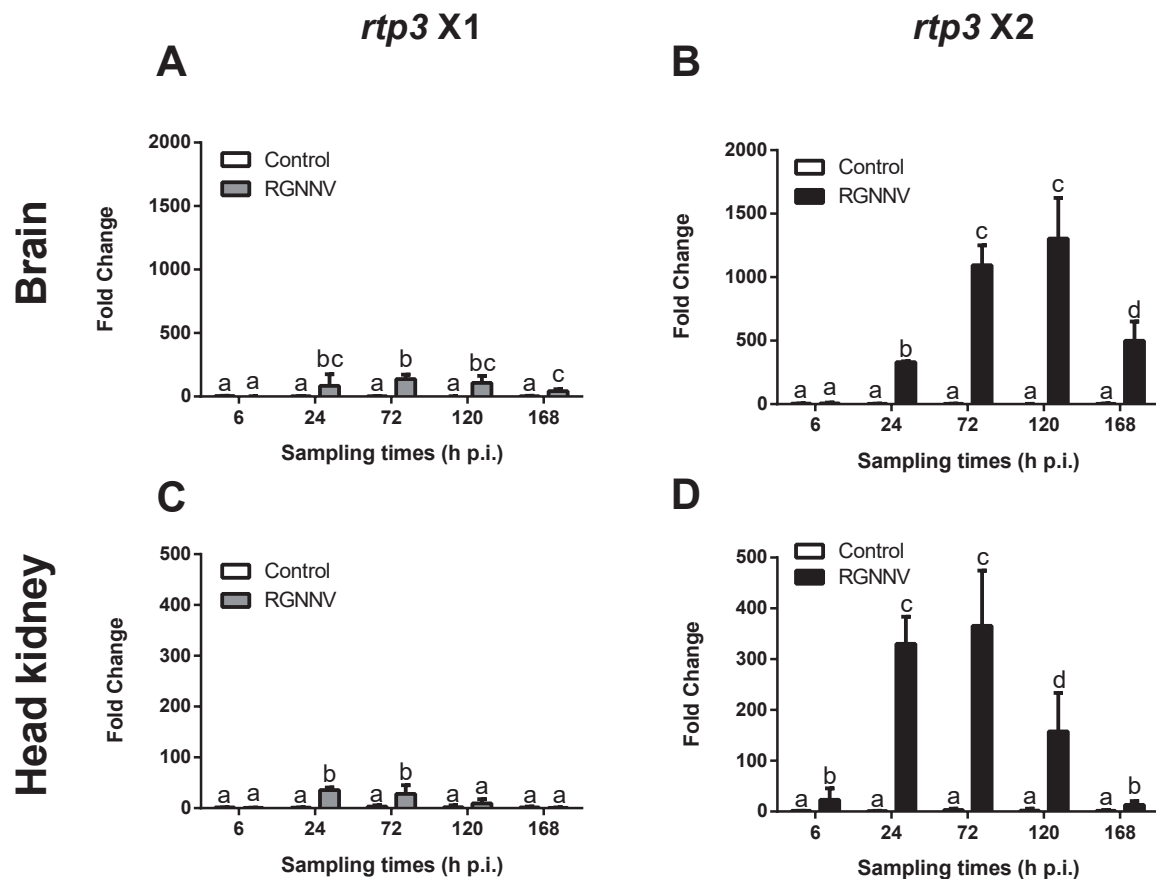 rtp3 X1
rtp3 X2
A
B
Brain
Fold Change
2000
1500
1000
500
0
Control
RGNNV
a a a bc a b a bc a c
6 24 72 120 168
Sampling times (h p.i.)
Fold Change
2000
1500
1000
500
0
Control
RGNNV
a a a b a c a c a d
6 24 72 120 168
Sampling times (h p.i.)
C
D
Head kidney
Fold Change
500
400
300
200
100
0
Control
RGNNV
a a a b a b a a a a
6 24 72 120 168
Sampling times (h p.i.)
Fold Change
500
400
300
200
100
0
Control
RGNNV
a b a c a c a d a b
6 24 72 120 168
Sampling times (h p.i.)